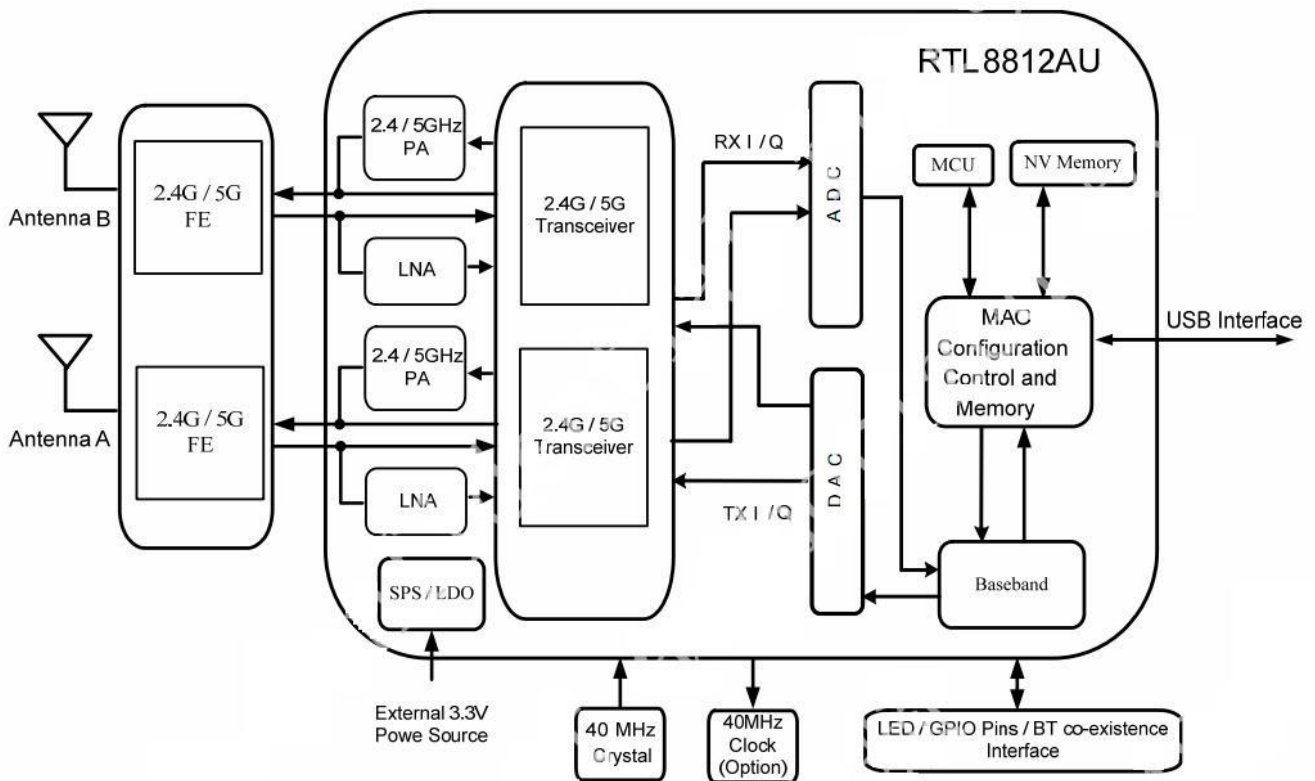 RTL8812AU
2.4 / 5GHz
PA
RX I / Q
MCU
NV Memory
2.4G / 5G
FE
2.4G / 5G
Transceiver
ADC
Antenna B
LNA
MAC
Configuration
Control and
Memory
USB Interface
2.4 / 5GHz
PA
2.4G / 5G
FE
2.4G / 5G
Transceiver
Antenna A
DAC
LNA
TX I / Q
SPS / LDO
Baseband
External 3.3V
Power Source
40 MHz
Crystal
40MHz
Clock
(Option)
LED / GPIO Pins / BT co-existence
Interface